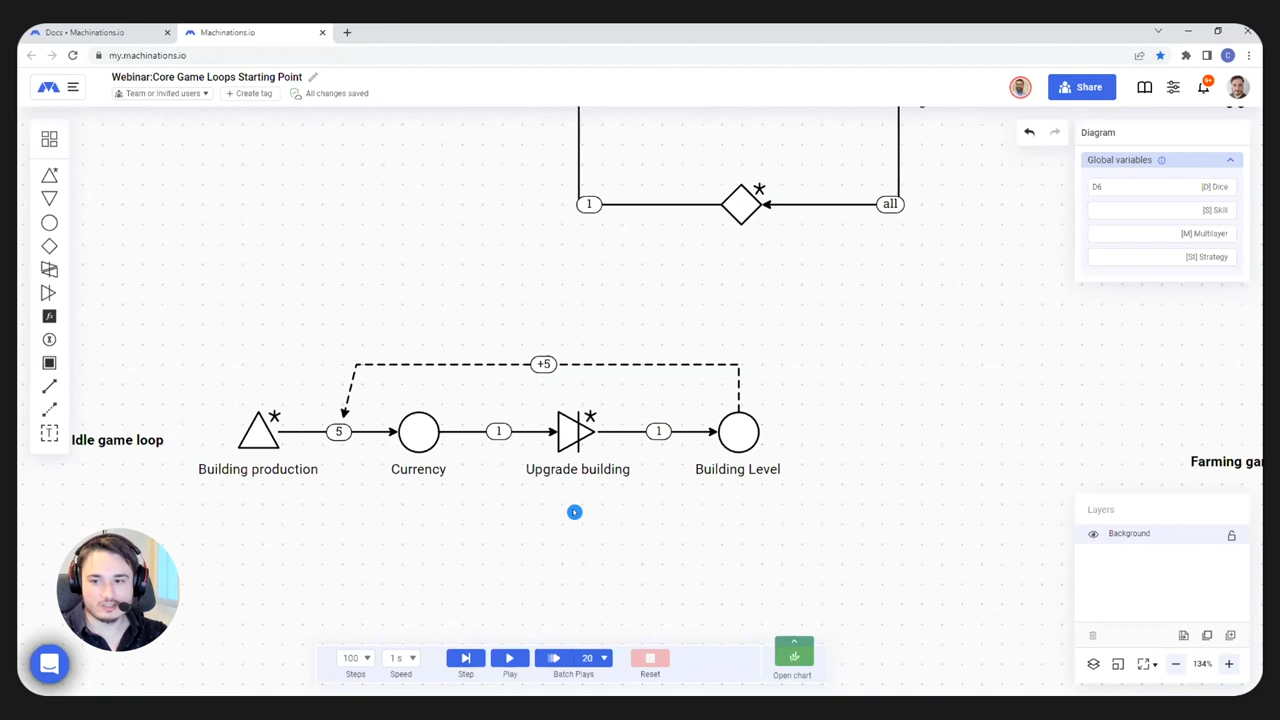 Docs • Machinations.io
Machinations.io
my.machinations.io
C
Webinar:Core Game Loops Starting Point
Team or invited users
+ Create tag
All changes saved
Share
9+
Diagram
Global variables
D6
[D] Dice
[S] Skill
[M] Multilayer
[St] Strategy
1
*
all
+5
*
*
5
1
1
Idle game loop
Building production
Currency
Upgrade building
Building Level
Farming gar
Layers
Background
fx
T
100
1 s
20
Steps
Speed
Step
Play
Batch Plays
Reset
Open chart
134%